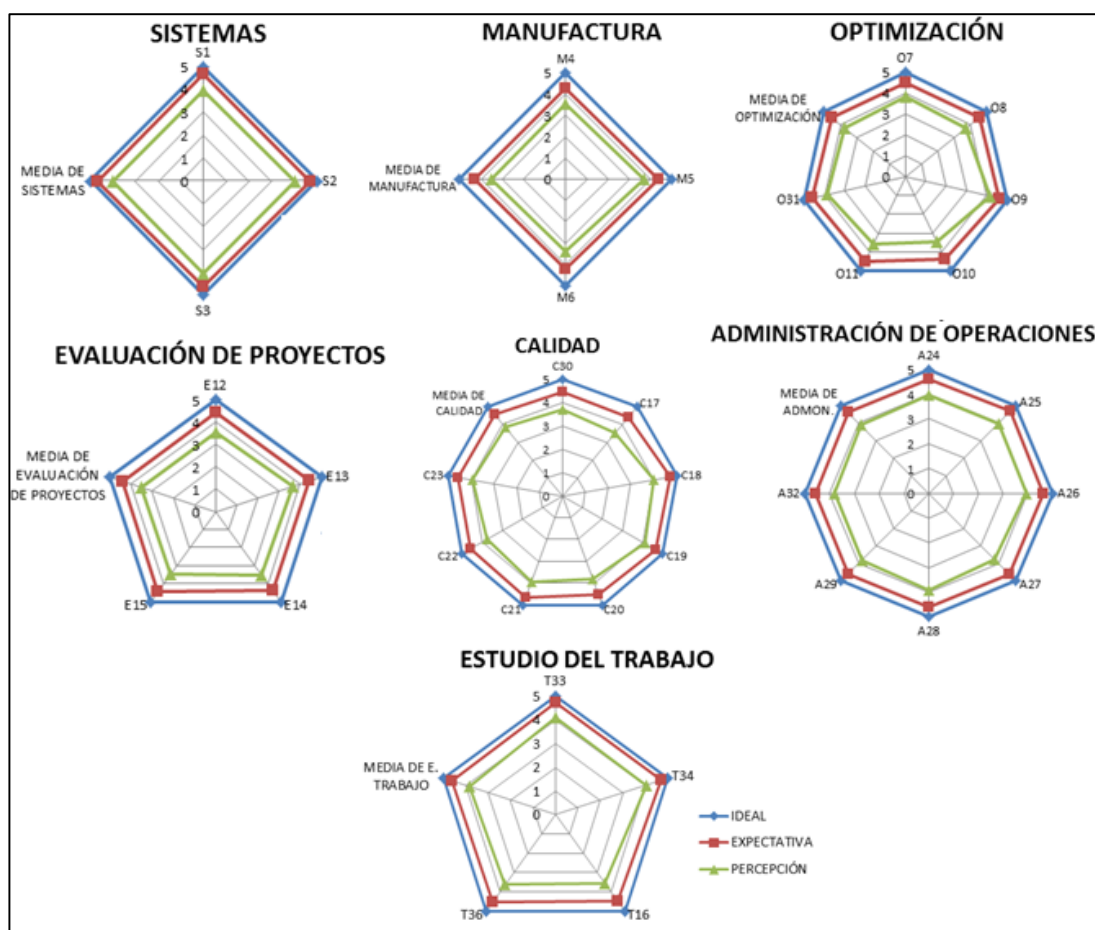 SISTEMAS
S1
5
4
3
2
1
0
MEDIA DE
SISTEMAS
S2
S3
MANUFACTURA
M4
5
4
3
2
1
0
MEDIA DE
MANUFACTURA
M5
M6
OPTIMIZACIÓN
O7
5
4
3
2
1
0
MEDIA DE
OPTIMIZACIÓN
O8
O9
O10
O11
O31
EVALUACIÓN DE PROYECTOS
E12
5
4
3
2
1
0
MEDIA DE
EVALUACIÓN
DE PROYECTOS
E13
E14
E15
CALIDAD
C30
5
4
3
2
1
0
MEDIA DE
CALIDAD
C17
C18
C19
C20
C21
C22
C23
ADMINISTRACIÓN DE OPERACIONES
A24
5
4
3
2
1
0
MEDIA DE
ADMON.
A25
A26
A27
A28
A29
A32
ESTUDIO DEL TRABAJO
T33
5
4
3
2
1
0
MEDIA DE E.
TRABAJO
T34
T16
T36
IDEAL
EXPECTATIVA
PERCEPCIÓN